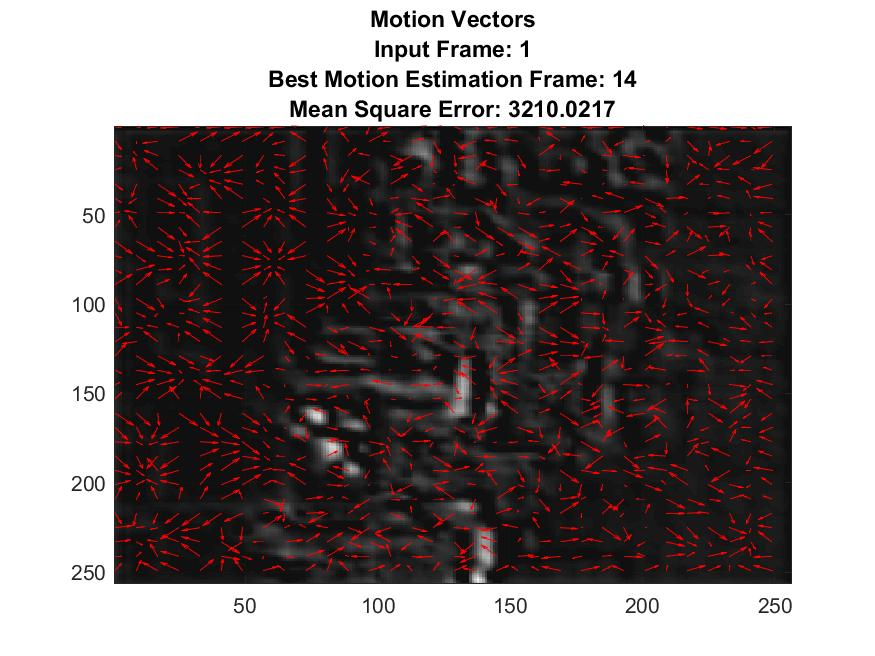 Motion Vectors
Input Frame: 1
Best Motion Estimation Frame: 14
Mean Square Error: 3210.0217
50
100
150
200
250
50 100 150 200 250